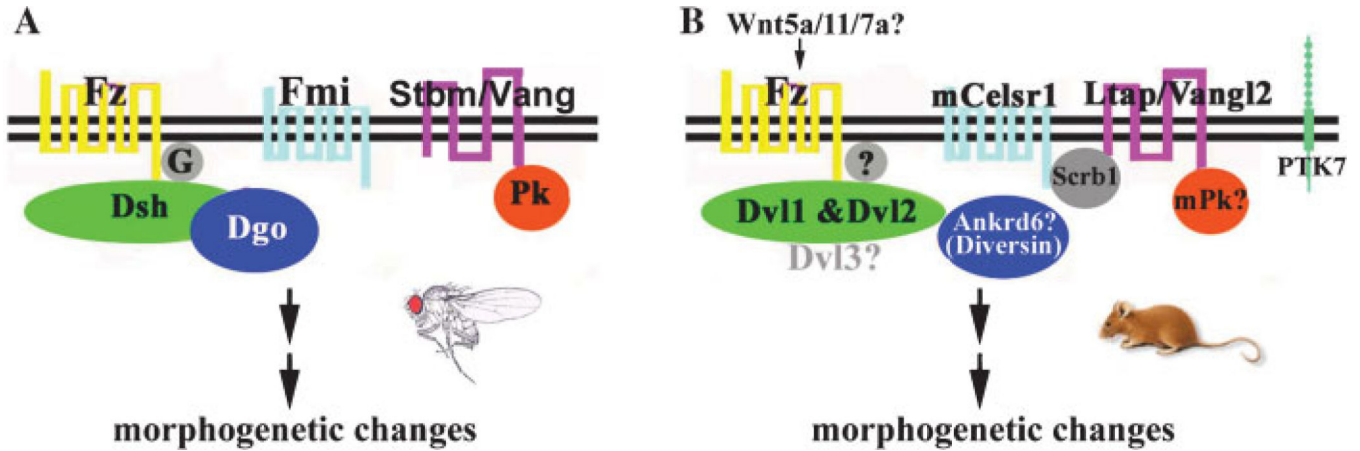 A
Fz
Fmi
Stbm/Vang
G
Dsh
Dgo
Pk
morphogenetic changes
B
Wnt5a/11/7a?
Fz
mCelsr1
Ltap/Vangl2
PTK7
?
Scrb1
mPk?
Dvl1 &Dvl2
Dvl3?
Ankrd6?
(Diversin)
morphogenetic changes